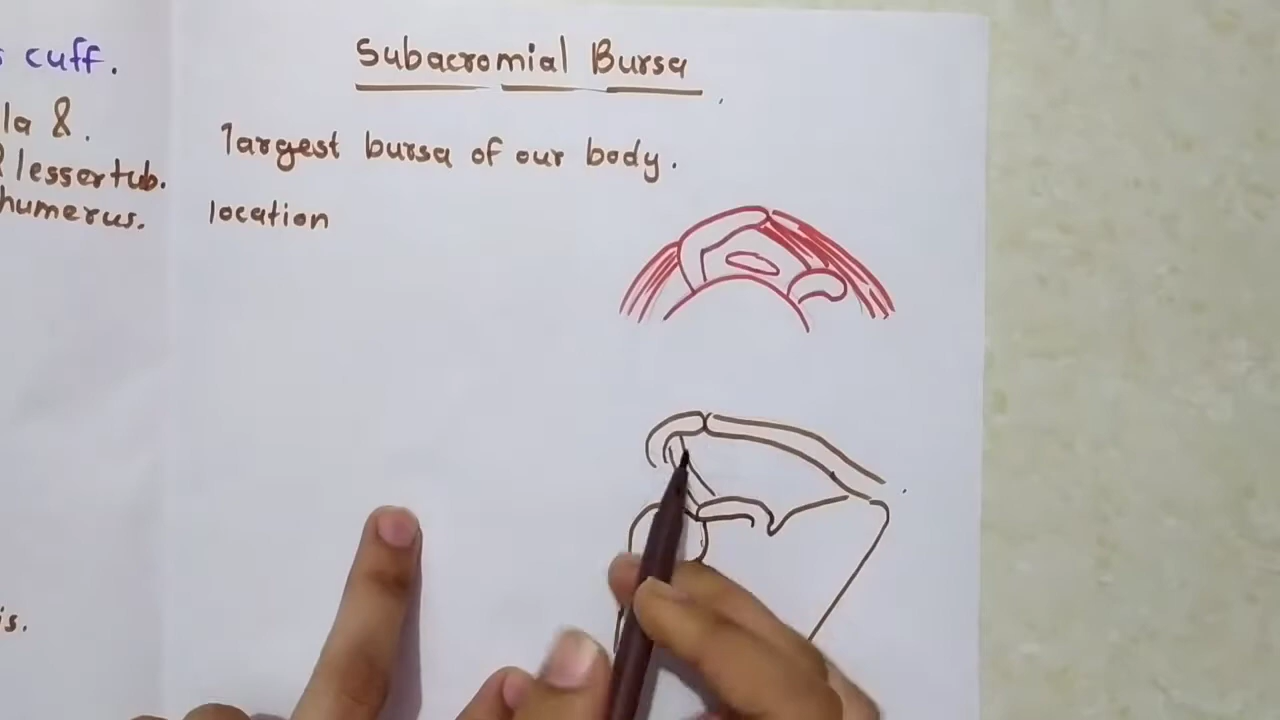 cuff.
la &.
lessertub.
humerus.
is.
Subacromial Bursa
largest bursa of our body.
location